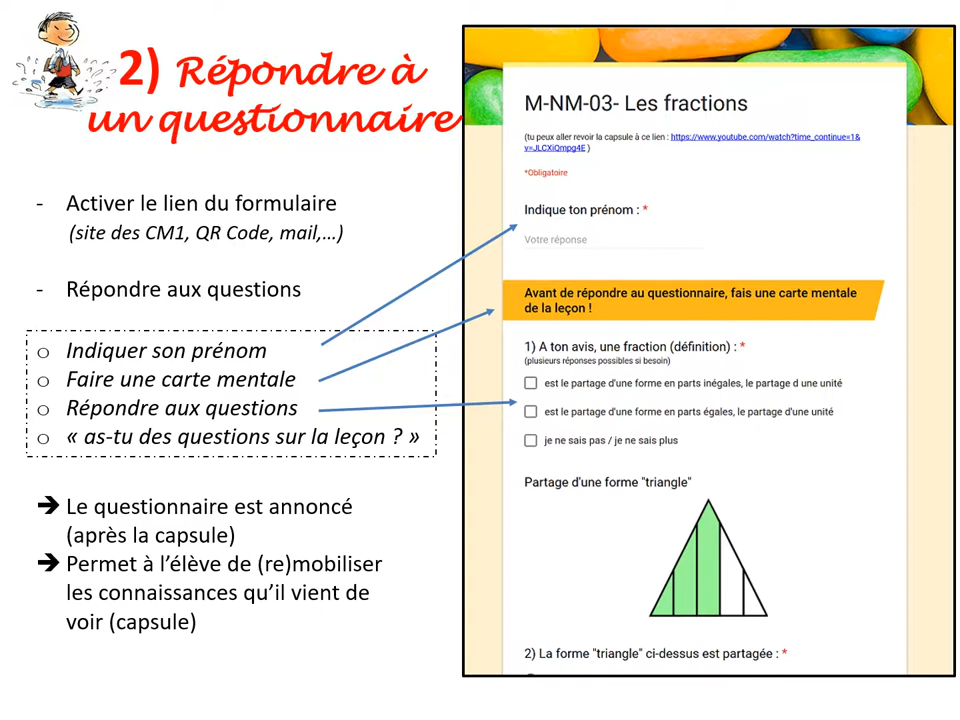 2) Répondre à
un questionnaire
- Activer le lien du formulaire
(site des CM1, QR Code, mail,...)
- Répondre aux questions
o Indiquer son prénom
o Faire une carte mentale
o Répondre aux questions
o « as-tu des questions sur la leçon ? »
➔ Le questionnaire est annoncé
(après la capsule)
➔ Permet à l’élève de (re)mobiliser
les connaissances qu’il vient de
voir (capsule)
M-NM-03- Les fractions
(tu peux aller revoir la capsule à ce lien : https://www.youtube.com/watch?time_continue=1&
v=JLCXiQmpg4E )
*Obligatoire
Indique ton prénom : *
Votre réponse
Avant de répondre au questionnaire, fais une carte mentale
de la leçon !
1) A ton avis, une fraction (définition) : *
(plusieurs réponses possibles si besoin)
est le partage d'une forme en parts inégales, le partage d une unité
est le partage d'une forme en parts égales, le partage d'une unité
je ne sais pas / je ne sais plus
Partage d'une forme "triangle"
2) La forme "triangle" ci-dessus est partagée : *